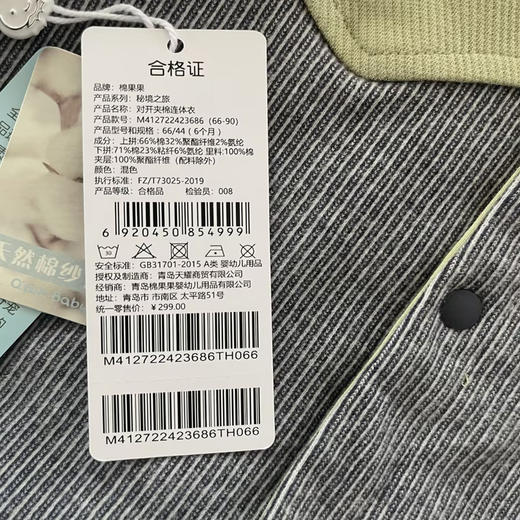 合格证
品牌：棉果果
产品系列：秘境之旅
产品名称：对开夹棉连体衣
产品款号：M412722423686 (66-90)
产品型号和规格：66/44（6个月）
成分：上拼:66%棉32%聚酯纤维2%氨纶
下拼:71%棉23%粘纤6%氨纶 里料:100%棉
夹层:100%聚酯纤维（配料除外）
颜色：混色
执行标准：FZ/T73025-2019
产品等级：合格品 检验员：008
6 920450 854999
30
安全标准：GB31701-2015 A类 婴幼儿用品
授权及制造商：青岛天耀商贸有限公司
经销商：青岛棉果果婴幼儿用品有限公司
地址：青岛市 市南区 太平路51号
统一零售价：¥299.00
M412722423686TH066
M412722423686TH066
天然棉纱